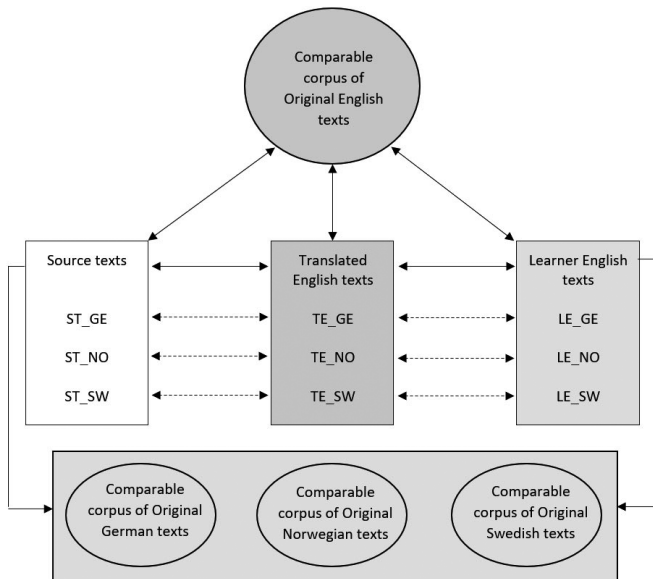 Comparable
corpus of
Original English
texts
Source texts
Translated
English texts
Learner English
texts
ST_GE
TE_GE
LE_GE
ST_NO
TE_NO
LE_NO
ST_SW
TE_SW
LE_SW
Comparable
corpus of Original
German texts
Comparable
corpus of Original
Norwegian texts
Comparable
corpus of Original
Swedish texts